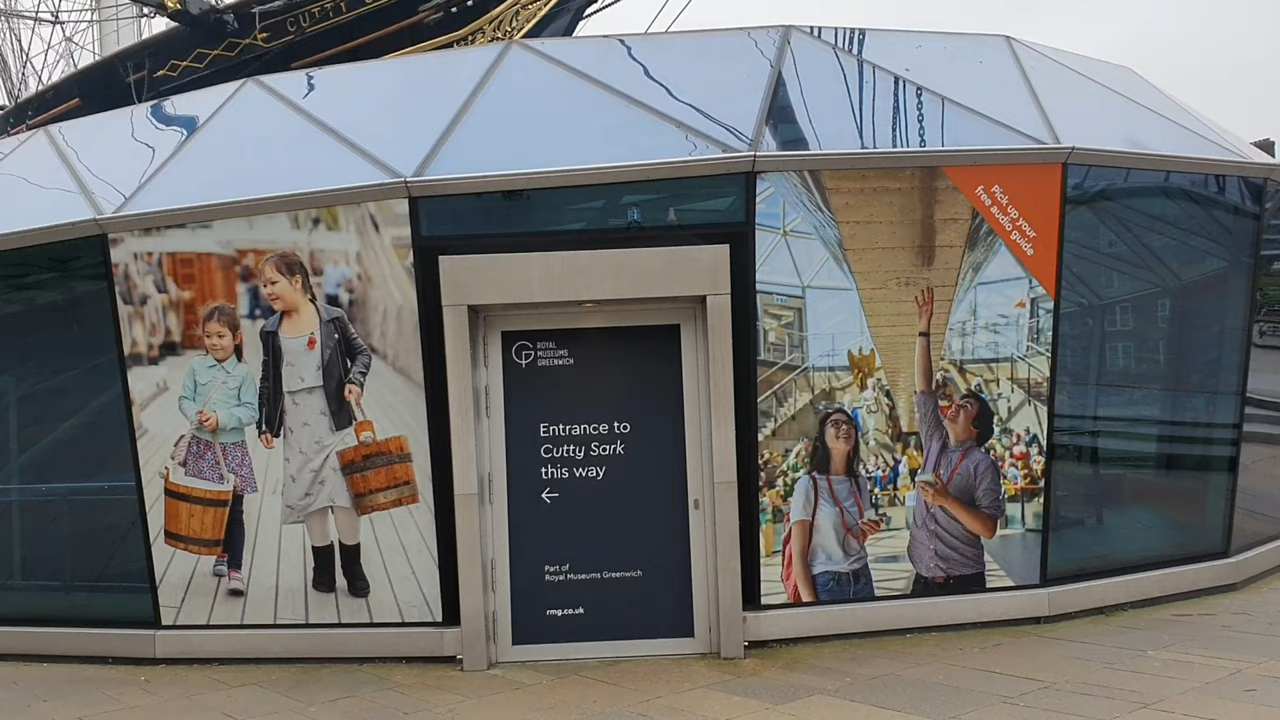 CUTTY
Pick up your
free audio guide
ROYAL
MUSEUMS
GREENWICH
Entrance to
Cutty Sark
this way
←
Part of
Royal Museums Greenwich
rmg.co.uk